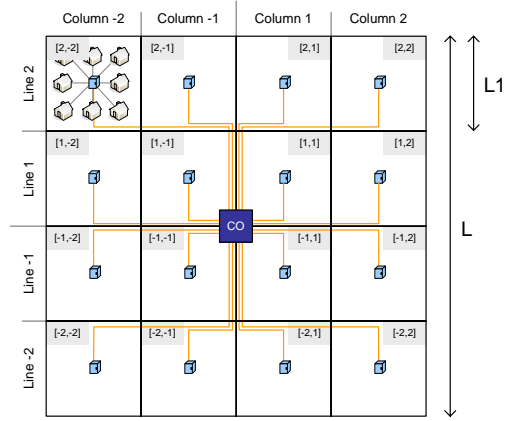 Column -2 Column -1 Column 1 Column 2
Line 2
[2,-2] [2,-1] [2,1] [2,2]
L1
Line 1
[1,-2] [1,-1] [1,1] [1,2]
CO
L
Line -1
[-1,-2] [-1,-1] [-1,1] [-1,2]
Line -2
[-2,-2] [-2,-1] [-2,1] [-2,2]